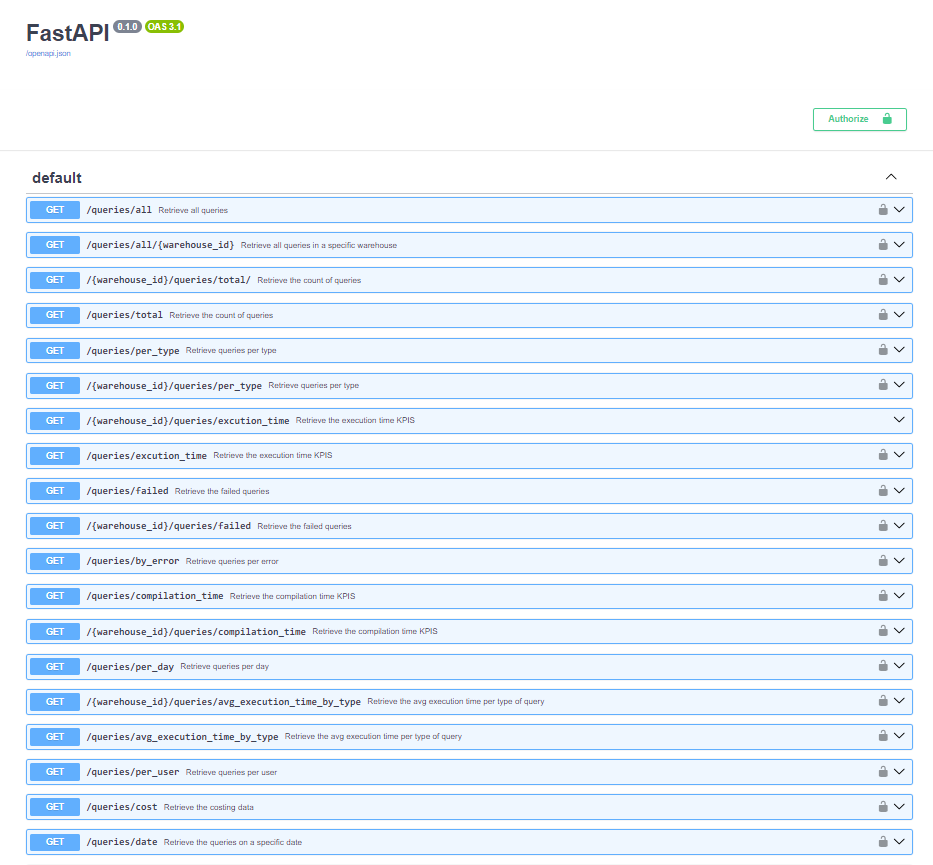 FastAPI 0.1.0 OAS 3.1
/openapi.json
Authorize
default
GET /queries/all Retrieve all queries
GET /queries/all/{warehouse_id} Retrieve all queries in a specific warehouse
GET /{warehouse_id}/queries/total/ Retrieve the count of queries
GET /queries/total Retrieve the count of queries
GET /queries/per_type Retrieve queries per type
GET /{warehouse_id}/queries/per_type Retrieve queries per type
GET /{warehouse_id}/queries/excution_time Retrieve the execution time KPIS
GET /queries/excution_time Retrieve the execution time KPIS
GET /queries/failed Retrieve the failed queries
GET /{warehouse_id}/queries/failed Retrieve the failed queries
GET /queries/by_error Retrieve queries per error
GET /queries/compilation_time Retrieve the compilation time KPIS
GET /{warehouse_id}/queries/compilation_time Retrieve the compilation time KPIS
GET /queries/per_day Retrieve queries per day
GET /{warehouse_id}/queries/avg_execution_time_by_type Retrieve the avg execution time per type of query
GET /queries/avg_execution_time_by_type Retrieve the avg execution time per type of query
GET /queries/per_user Retrieve queries per user
GET /queries/cost Retrieve the costing data
GET /queries/date Retrieve the queries on a specific date